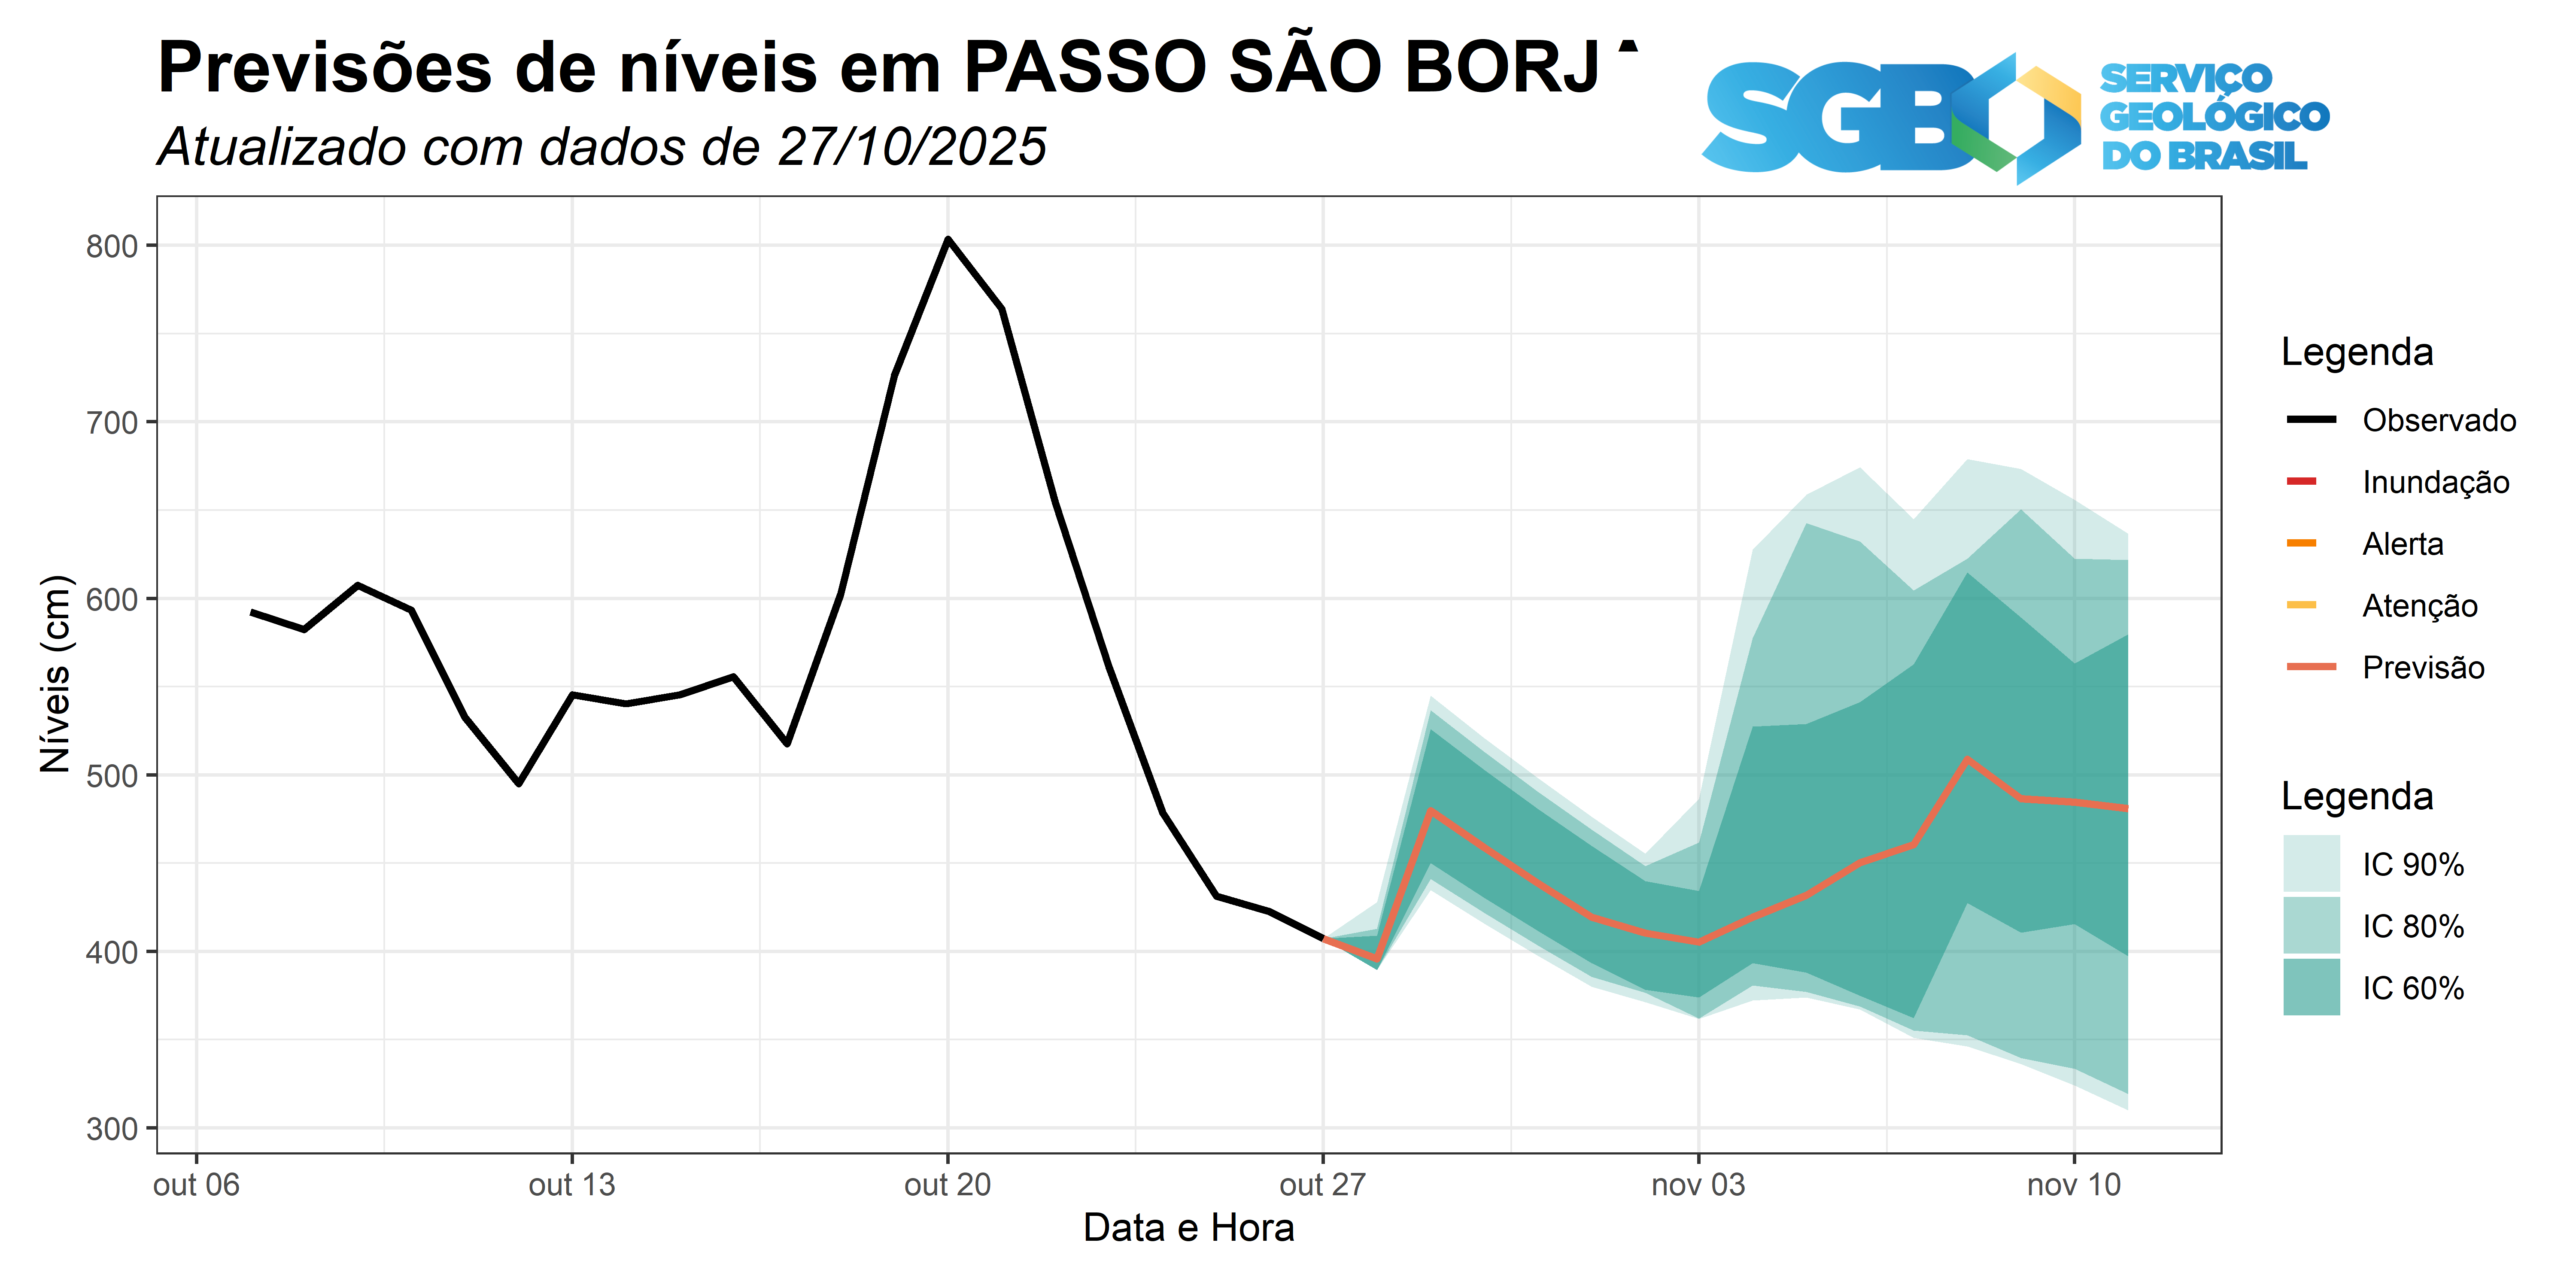 Previsões de níveis em PASSO SÃO BORJ
Atualizado com dados de 27/10/2025
SGB
SERVIÇO
GEOLÓGICO
DO BRASIL
Níveis (cm)
800
700
600
500
400
300
out 06
out 13
out 20
out 27
nov 03
nov 10
Data e Hora
Legenda
Observado
Inundação
Alerta
Atenção
Previsão
Legenda
IC 90%
IC 80%
IC 60%